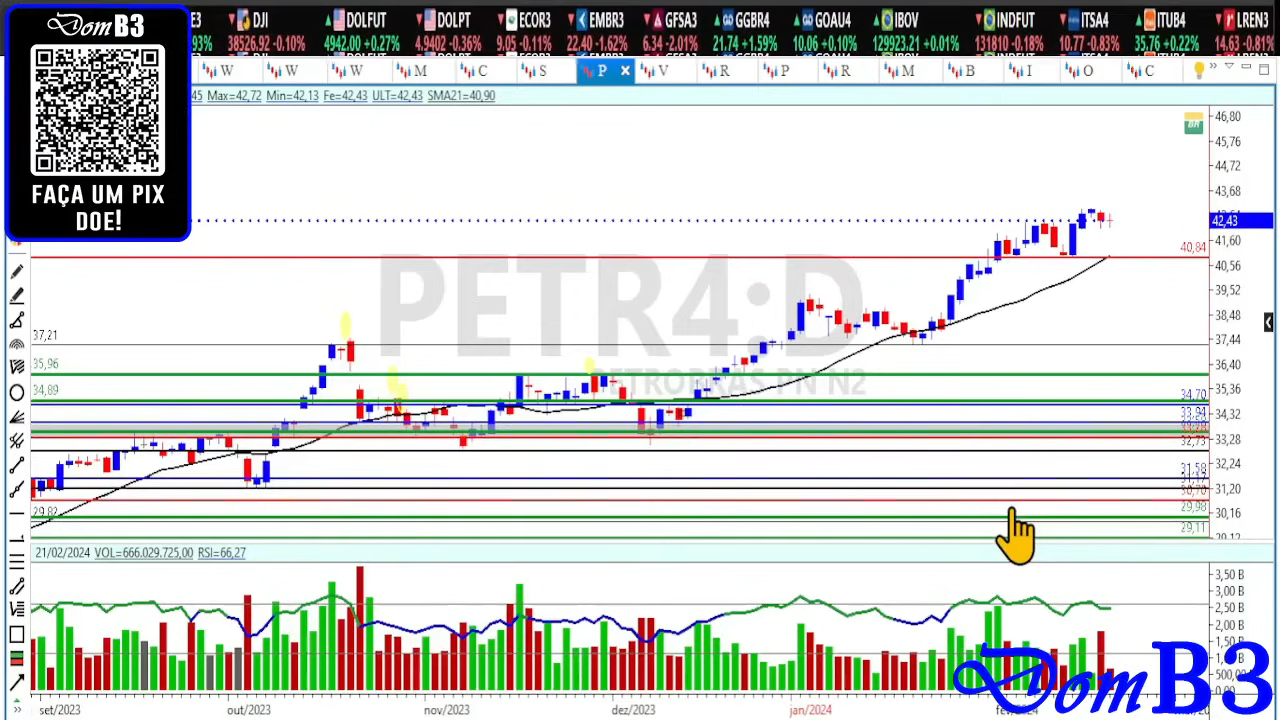 Dom B3
FAÇA UM PIX
DOE!
E3 DJI DOLFUT DOLPT ECOR3 EMBR3 GFSA3 GGBR4 GOAU4 IBOV INDFUT ITSA4 ITUB4 LREN3
93% 38526.92 -0.10% 4942.00 +0.27% 4.9402 -0.36% 9.05 -0.11% 22.40 -1.62% 6.34 -2.01% 21.74 +1.59% 10.06 +0.10% 129923.21 +0.01% 131810 -0.18% 10.77 -0.83% 35.76 +0.22% 14.63 -0.81%
W W W M C S P x V R P R M B I O C
45 Max=42,72 Min=42,13 Fe=42,43 ULT=42,43 SMA21=40,90
BR
PETR4:D
PETROBRAS PN N2
46,80
45,76
44,72
43,68
42,43
41,60
40,84
40,56
39,52
38,48
37,44
36,40
35,36
34,32
33,28
32,24
31,20
30,16
37,21
35,96
34,89
34,70
33,94
32,73
31,58
30,70
29,98
29,82
29,11
21/02/2024 VOL=666.029.725,00 RSI=66,27
3,50 B
3,00 B
2,50 B
2,00 B
set/2023 out/2023 nov/2023 dez/2023 jan/2024
Dom B3